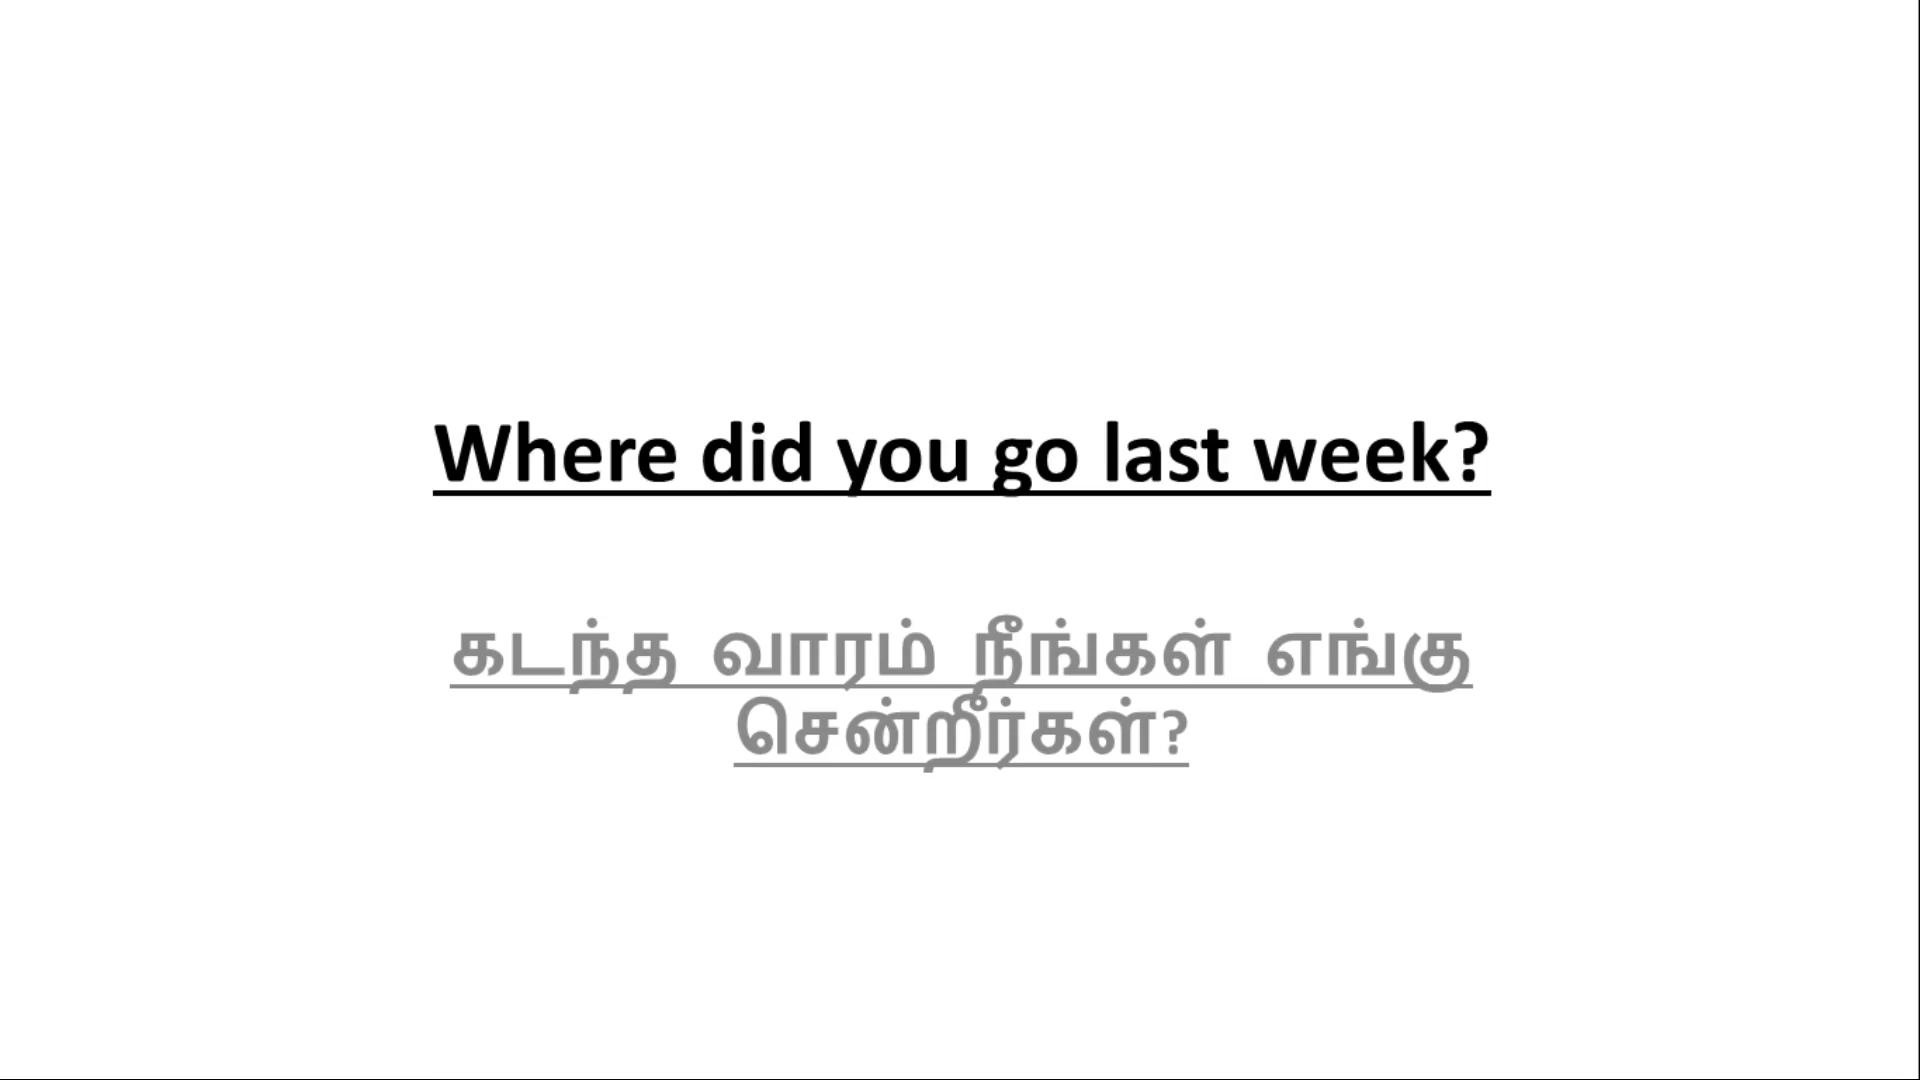 Where did you go last week?
கடந்த வாரம் நீங்கள் எங்கு
சென்றீர்கள்?